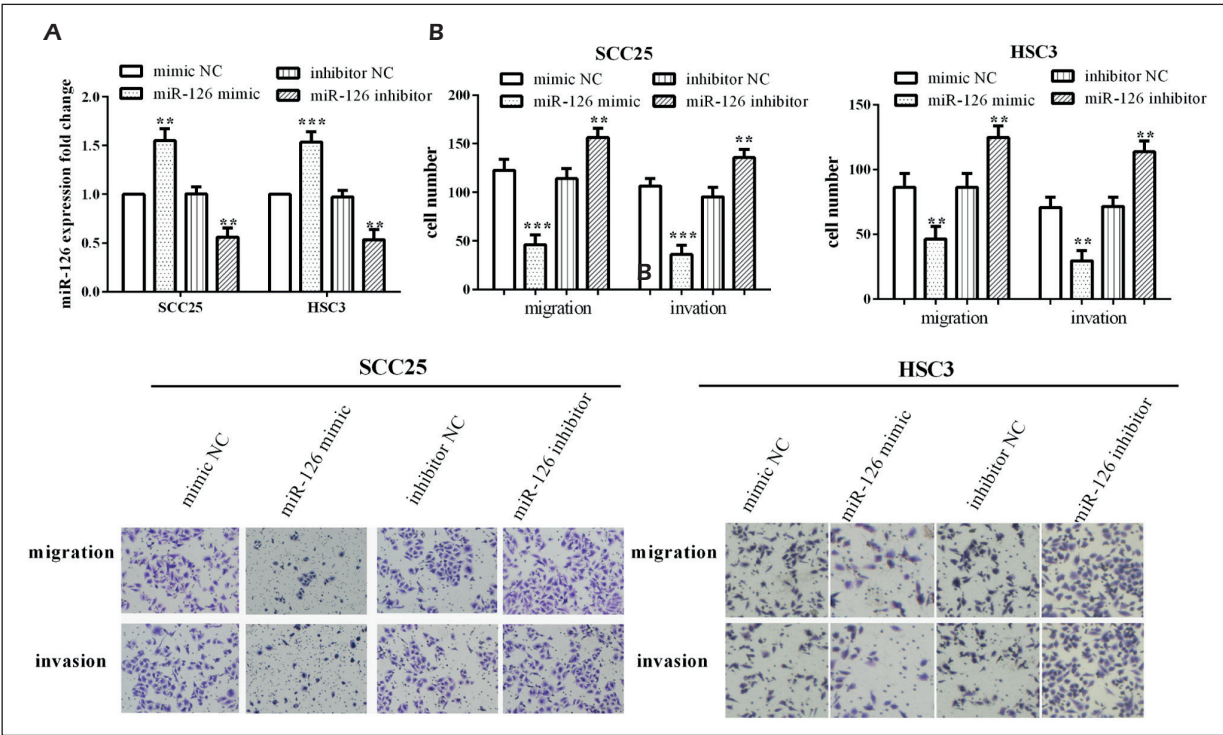 A
mimic NC
inhibitor NC
miR-126 mimic
miR-126 inhibitor
miR-126 expression fold change
2.0
1.5
1.0
0.5
0.0
**
**
***
**
SCC25
HSC3
B
SCC25
mimic NC
inhibitor NC
miR-126 mimic
miR-126 inhibitor
cell number
200
150
100
50
0
***
**
***
**
B
migration
invation
HSC3
mimic NC
inhibitor NC
miR-126 mimic
miR-126 inhibitor
cell number
150
100
50
0
**
**
**
**
migration
invation
SCC25
mimic NC
miR-126 mimic
inhibitor NC
miR-126 inhibitor
migration
invasion
HSC3
mimic NC
miR-126 mimic
inhibitor NC
miR-126 inhibitor
migration
invasion